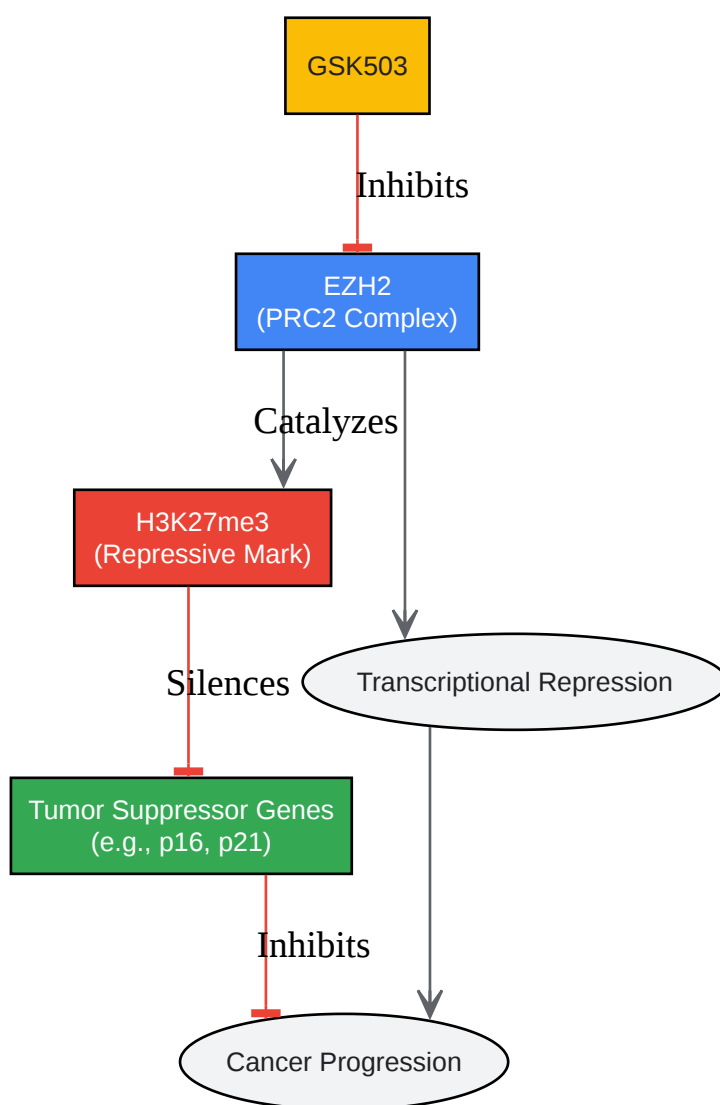 GSK503
Inhibits
EZH2
(PRC2 Complex)
Catalyzes
H3K27me3
(Repressive Mark)
Silences
Transcriptional Repression
Tumor Suppressor Genes
(e.g., p16, p21)
Inhibits
Cancer Progression